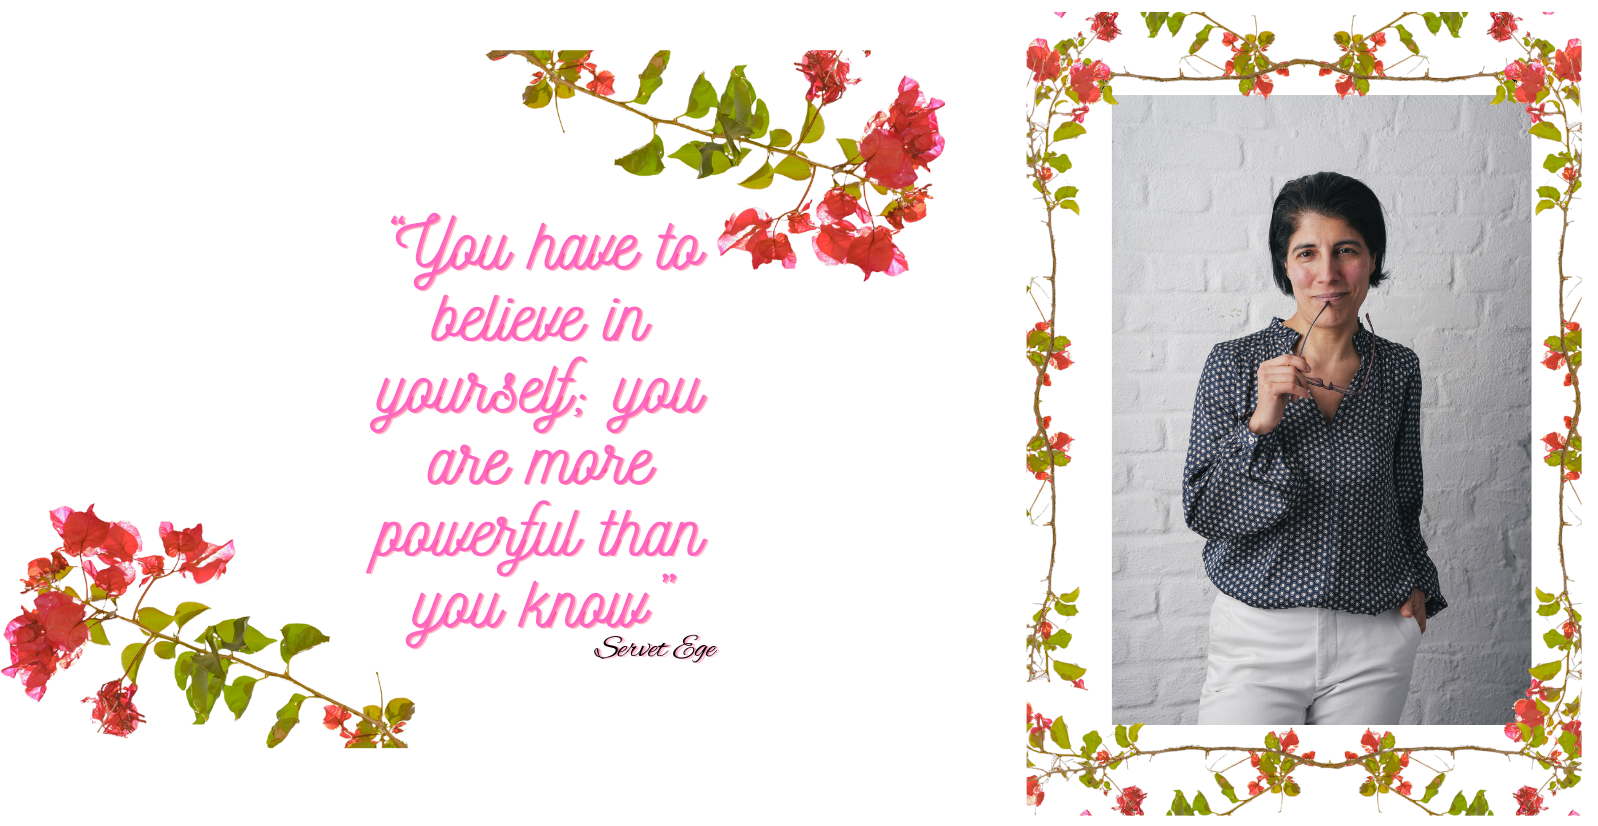 “You have to
believe in
yourself; you
are more
powerful than
you know”
Servet Ege